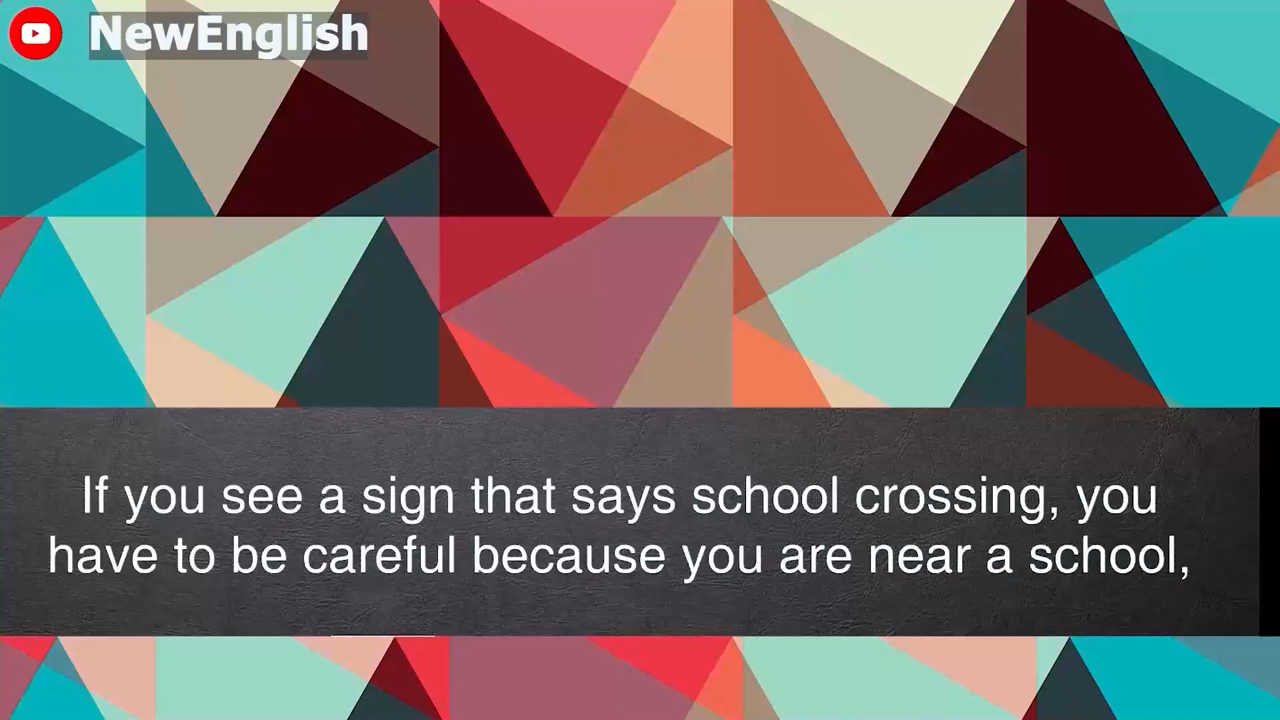 NewEnglish
If you see a sign that says school crossing, you
have to be careful because you are near a school,